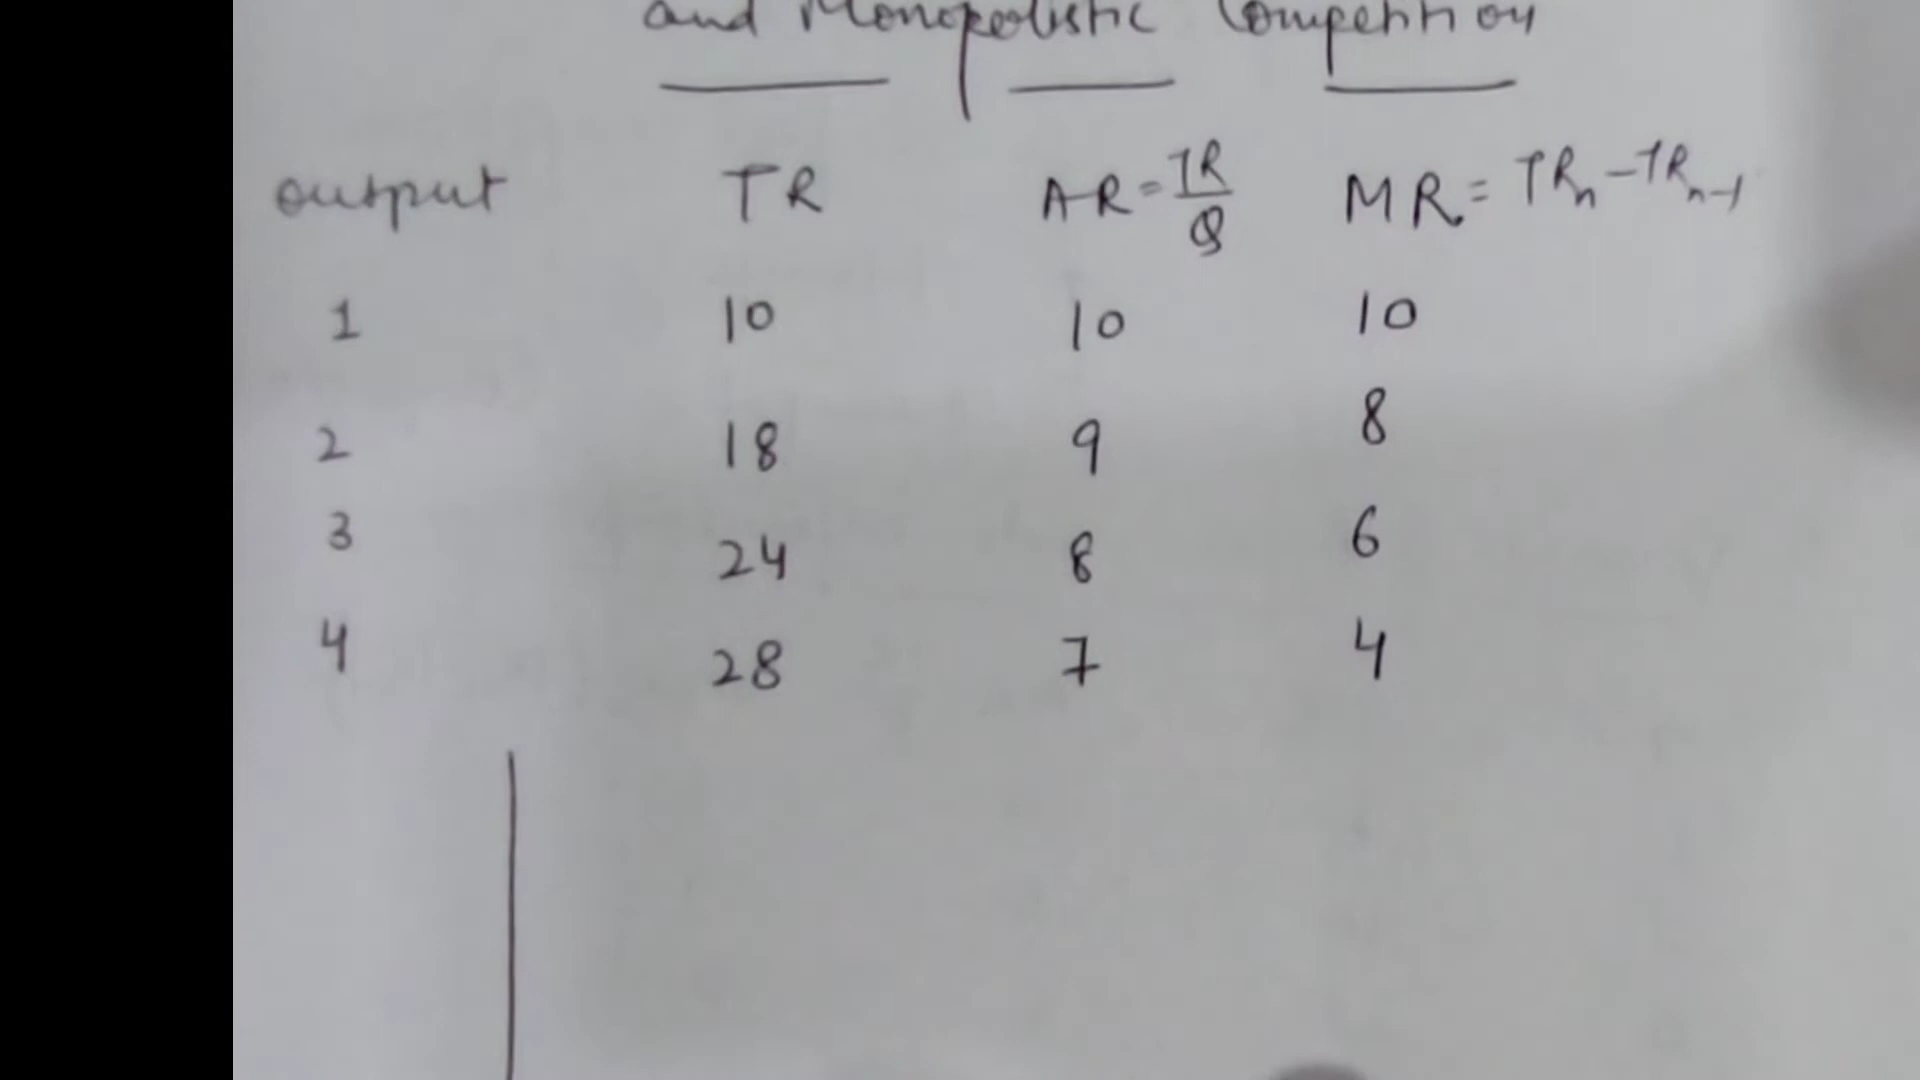 and Monopolistic Competition
output TR AR = TR/Q MR = TRn - TRn-1
1 10 10 10
2 18 9 8
3 24 8 6
4 28 7 4